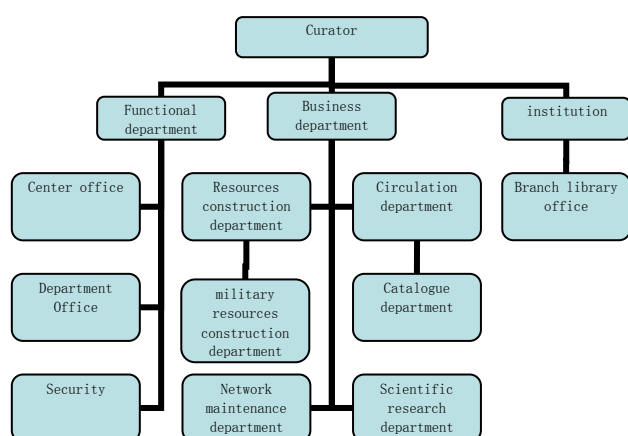 Curator
Functional
department
Business
department
institution
Center office
Resources
construction
department
Circulation
department
Branch library
office
Department
Office
military
resources
construction
department
Catalogue
department
Security
Network
maintenance
department
Scientific
research
department